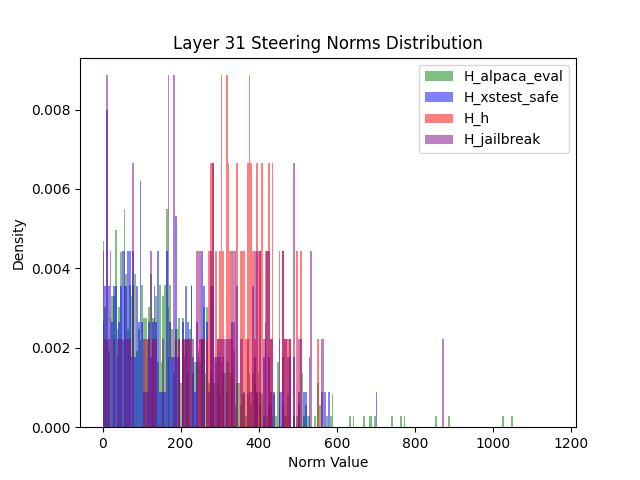 Layer 31 Steering Norms Distribution
H_alpaca_eval
H_xstest_safe
H_h
H_jailbreak
Density
0.008
0.006
0.004
0.002
0.000
0
200
400
600
800
1000
1200
Norm Value